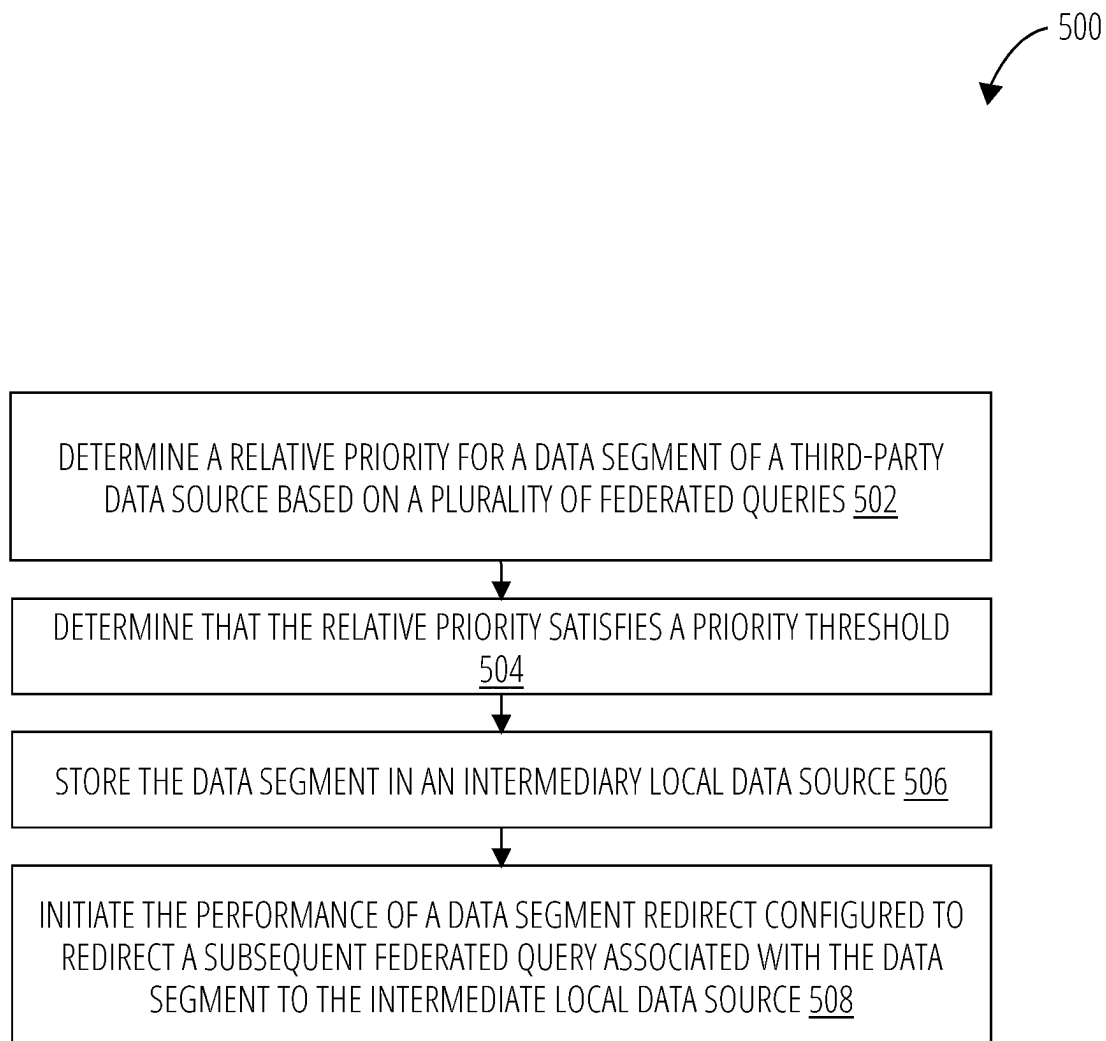 500
DETERMINE A RELATIVE PRIORITY FOR A DATA SEGMENT OF A THIRD-PARTY
DATA SOURCE BASED ON A PLURALITY OF FEDERATED QUERIES 502
DETERMINE THAT THE RELATIVE PRIORITY SATISFIES A PRIORITY THRESHOLD
504
STORE THE DATA SEGMENT IN AN INTERMEDIARY LOCAL DATA SOURCE 506
INITIATE THE PERFORMANCE OF A DATA SEGMENT REDIRECT CONFIGURED TO
REDIRECT A SUBSEQUENT FEDERATED QUERY ASSOCIATED WITH THE DATA
SEGMENT TO THE INTERMEDIATE LOCAL DATA SOURCE 508